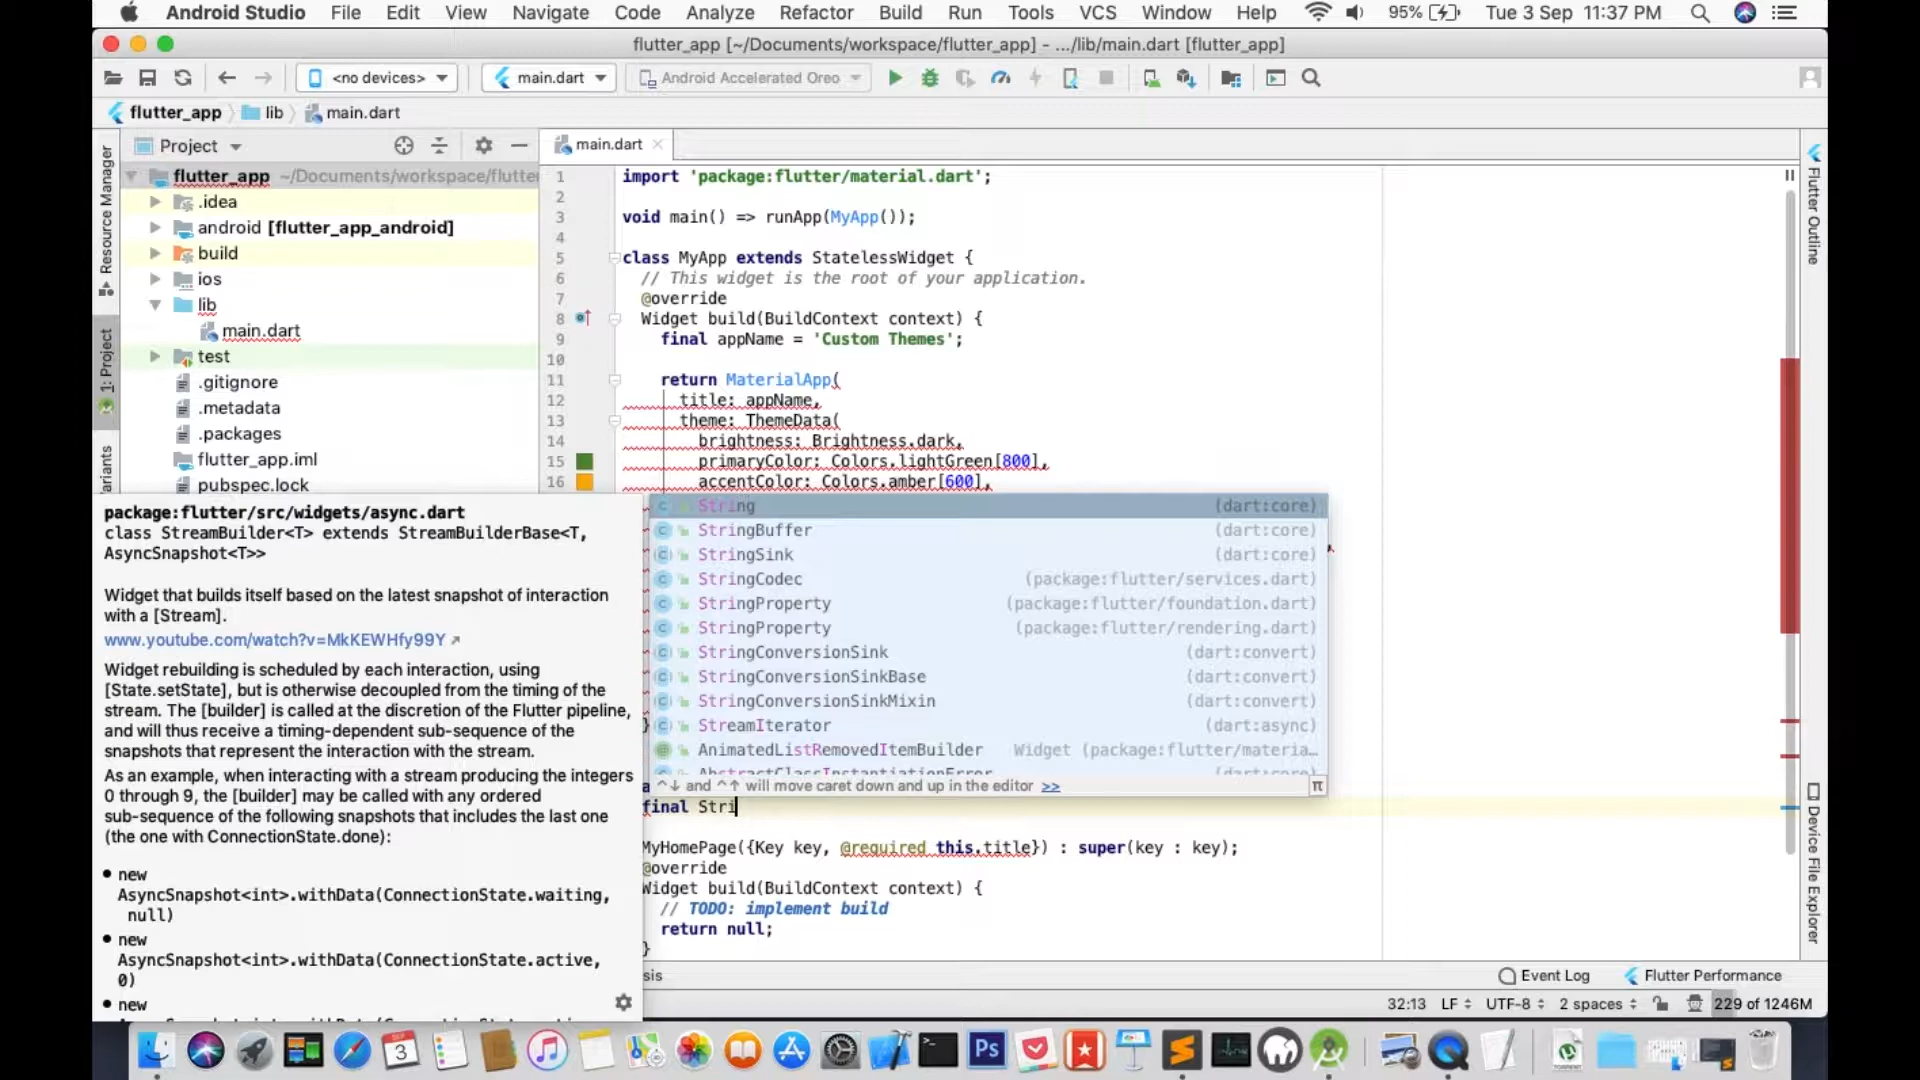 Android Studio File Edit View Navigate Code Analyze Refactor Build Run Tools VCS Window Help 95% Tue 3 Sep 11:37 PM
flutter_app [~/Documents/workspace/flutter_app] - .../lib/main.dart [flutter_app]
<no devices> main.dart Android Accelerated Oreo
flutter_app lib main.dart
Project
main.dart
Resource Manager
1: Project
flutter_app ~/Documents/workspace/flutte
.idea
android [flutter_app_android]
build
ios
lib
main.dart
test
.gitignore
.metadata
.packages
flutter_app.iml
pubspec.lock
1 import 'package:flutter/material.dart';
2
3 void main() => runApp(MyApp());
4
5 class MyApp extends StatelessWidget {
6 // This widget is the root of your application.
7 @override
8 Widget build(BuildContext context) {
9 final appName = 'Custom Themes';
10
11 return MaterialApp(
12 title: appName,
13 theme: ThemeData(
14 brightness: Brightness.dark,
15 primaryColor: Colors.lightGreen[800],
16 accentColor: Colors.amber[600],
String (dart:core)
StringBuffer (dart:core)
StringSink (dart:core)
StringCodec (package:flutter/services.dart)
StringProperty (package:flutter/foundation.dart)
StringProperty (package:flutter/rendering.dart)
StringConversionSink (dart:convert)
StringConversionSinkBase (dart:convert)
StringConversionSinkMixin (dart:convert)
StreamIterator (dart:async)
AnimatedListRemovedItemBuilder Widget (package:flutter/materia...
AbstractClassInstantiationError (dart:core)
^↓ and ^↑ will move caret down and up in the editor >> π
final Stri
MyHomePage({Key key, @required this.title}) : super(key : key);
@override
Widget build(BuildContext context) {
// TODO: implement build
return null;
}
package:flutter/src/widgets/async.dart
class StreamBuilder<T> extends StreamBuilderBase<T,
AsyncSnapshot<T>>
Widget that builds itself based on the latest snapshot of interaction
with a [Stream].
www.youtube.com/watch?v=MkKEWHfy99Y
Widget rebuilding is scheduled by each interaction, using
[State.setState], but is otherwise decoupled from the timing of the
stream. The [builder] is called at the discretion of the Flutter pipeline,
and will thus receive a timing-dependent sub-sequence of the
snapshots that represent the interaction with the stream.
As an example, when interacting with a stream producing the integers
0 through 9, the [builder] may be called with any ordered
sub-sequence of the following snapshots that includes the last one
(the one with ConnectionState.done):
new
AsyncSnapshot<int>.withData(ConnectionState.waiting,
null)
new
AsyncSnapshot<int>.withData(ConnectionState.active,
0)
new
Flutter Outline
Device File Explorer
Event Log Flutter Performance
32:13 LF UTF-8 2 spaces 229 of 1246M
3
Ps